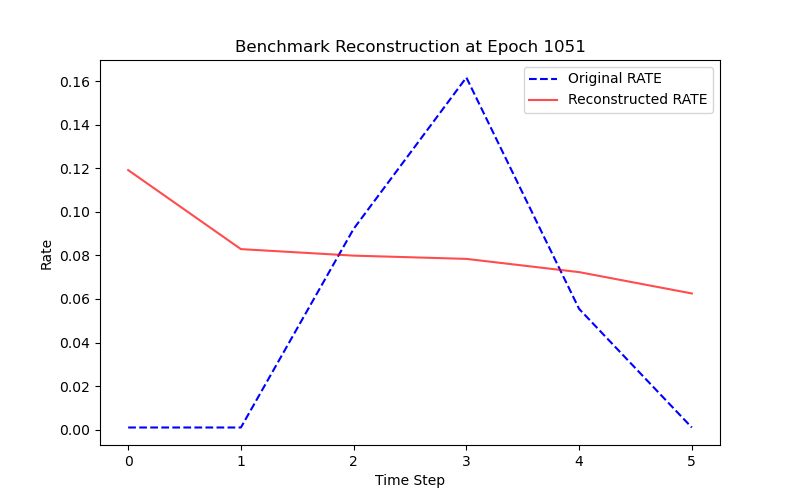 Benchmark Reconstruction at Epoch 1051
Original RATE
Reconstructed RATE
0.16
0.14
0.12
0.10
0.08
0.06
0.04
0.02
0.00
Rate
0 1 2 3 4 5
Time Step